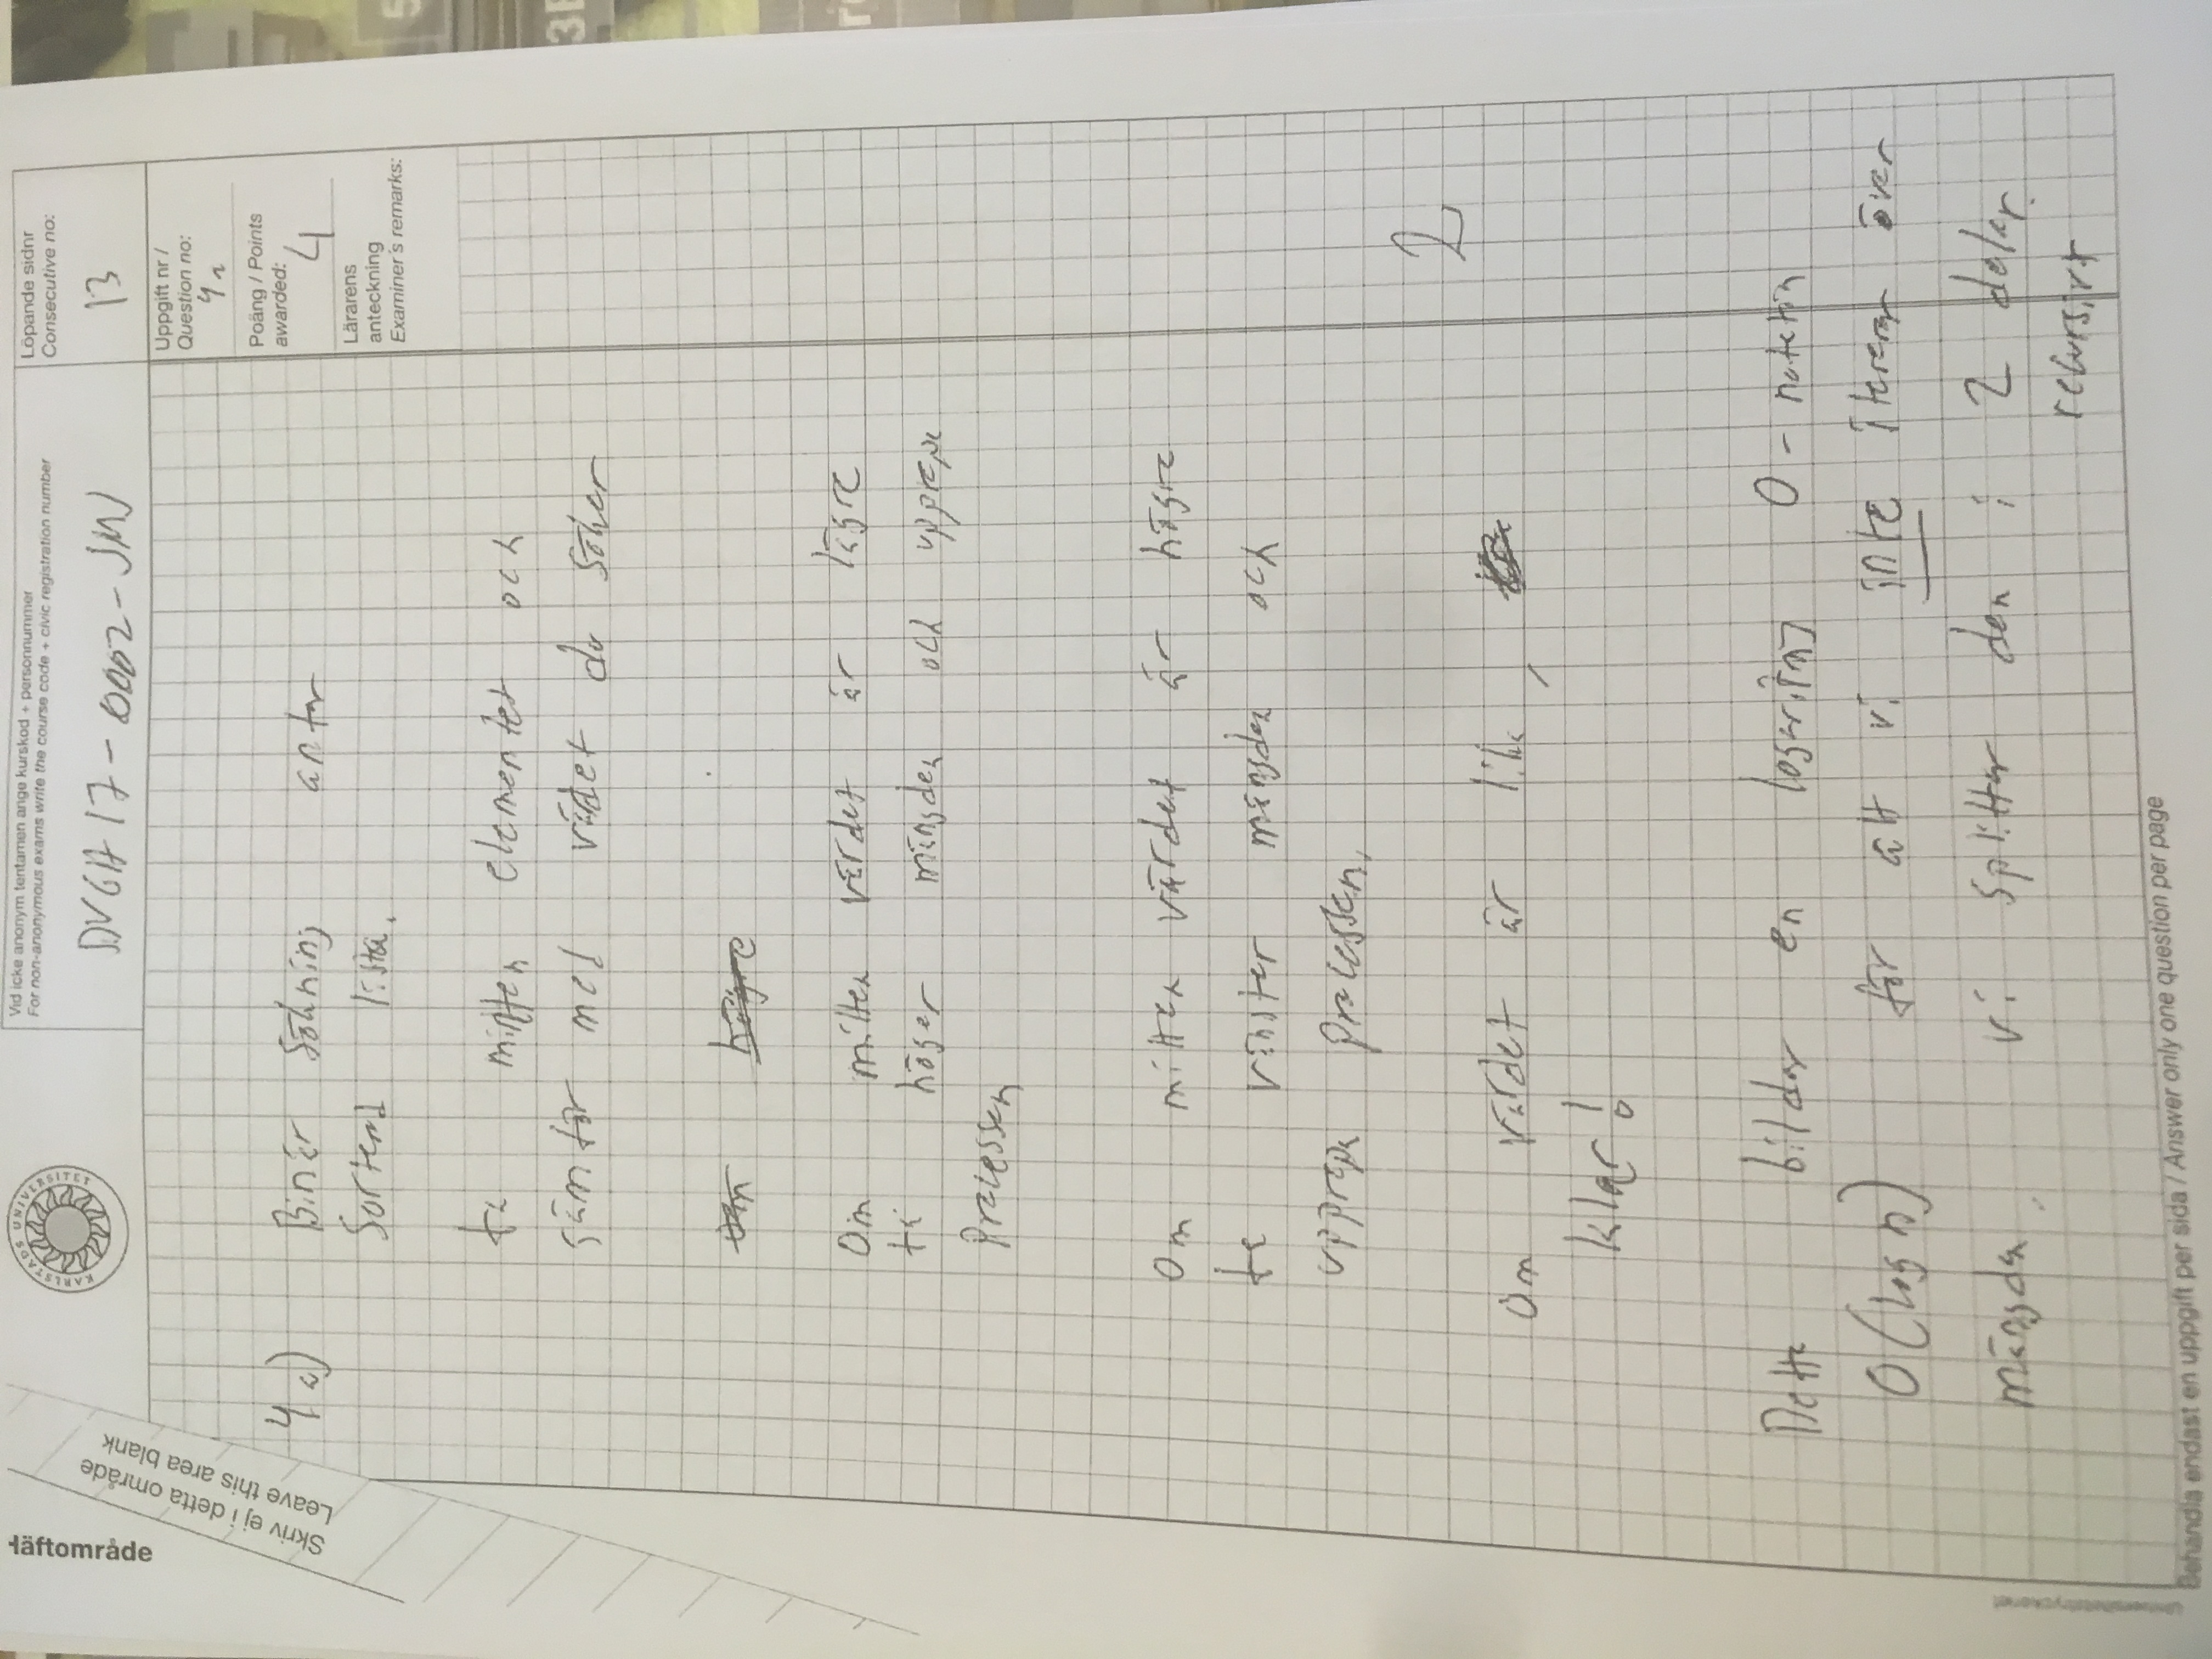 Häftområde
Skriv ej i detta område
Leave this area blank
KARLSTADS UNIVERSITET
Vid icke anonym tentamen ange kurskod + personnummer
For non-anonymous exams write the course code + civic registration number
DVGA17-0002-JMJ
Löpande sidnr
Consecutive no:
13
Uppgift nr /
Question no:
4a
Poäng / Points
awarded:
4
Lärarens
anteckning
Examiner's remarks:
4a) Binär Sökning antar
Sorterad lista.
ta mitten elementet och
jämför med värdet du söker
Om högre
Om mitten värdet är lägre
ta höger mängden och upprepa
Processen
Om mitten värdet är högre
ta vänster mängden och
upprepa processen.
2
Om värdet är lika,
klar!
Detta bildar en O-notation
O(log n) för att vi inte itererar över
mängden. vi splittar den i 2 delar
rekursivt
Universitetstryckeriet
Behandla endast en uppgift per sida / Answer only one question per page